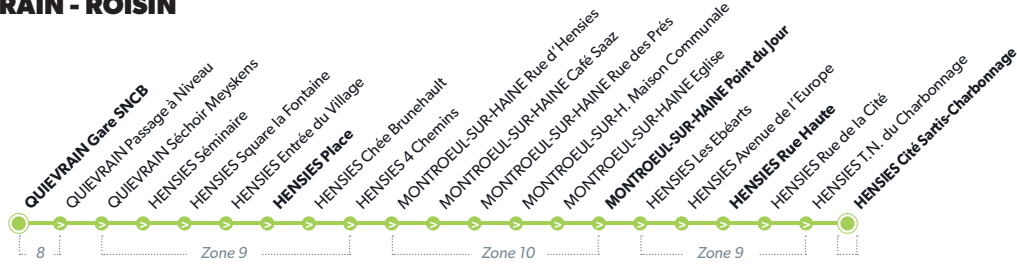 RAIN - ROISIN
QUIEVRAIN Gare SNCB
QUIEVRAIN Passage à Niveau
QUIEVRAIN Séchoir Meyskens
HENSIES Séminaire
HENSIES Square la Fontaine
HENSIES Entrée du Village
HENSIES Place
HENSIES Chée Brunehault
HENSIES 4 Chemins
MONTROEUL-SUR-HAINE Rue d'Hensies
MONTROEUL-SUR-HAINE Café Saaz
MONTROEUL-SUR-HAINE Rue des Prés
MONTROEUL-SUR-H. Maison Communale
MONTROEUL-SUR-HAINE Eglise
MONTROEUL-SUR-HAINE Point du Jour
HENSIES Les Ebéarts
HENSIES Avenue de l'Europe
HENSIES Rue Haute
HENSIES Rue de la Cité
HENSIES T.N. du Charbonnage
HENSIES Cité Sartis-Charbonnage
8
Zone 9
Zone 10
Zone 9